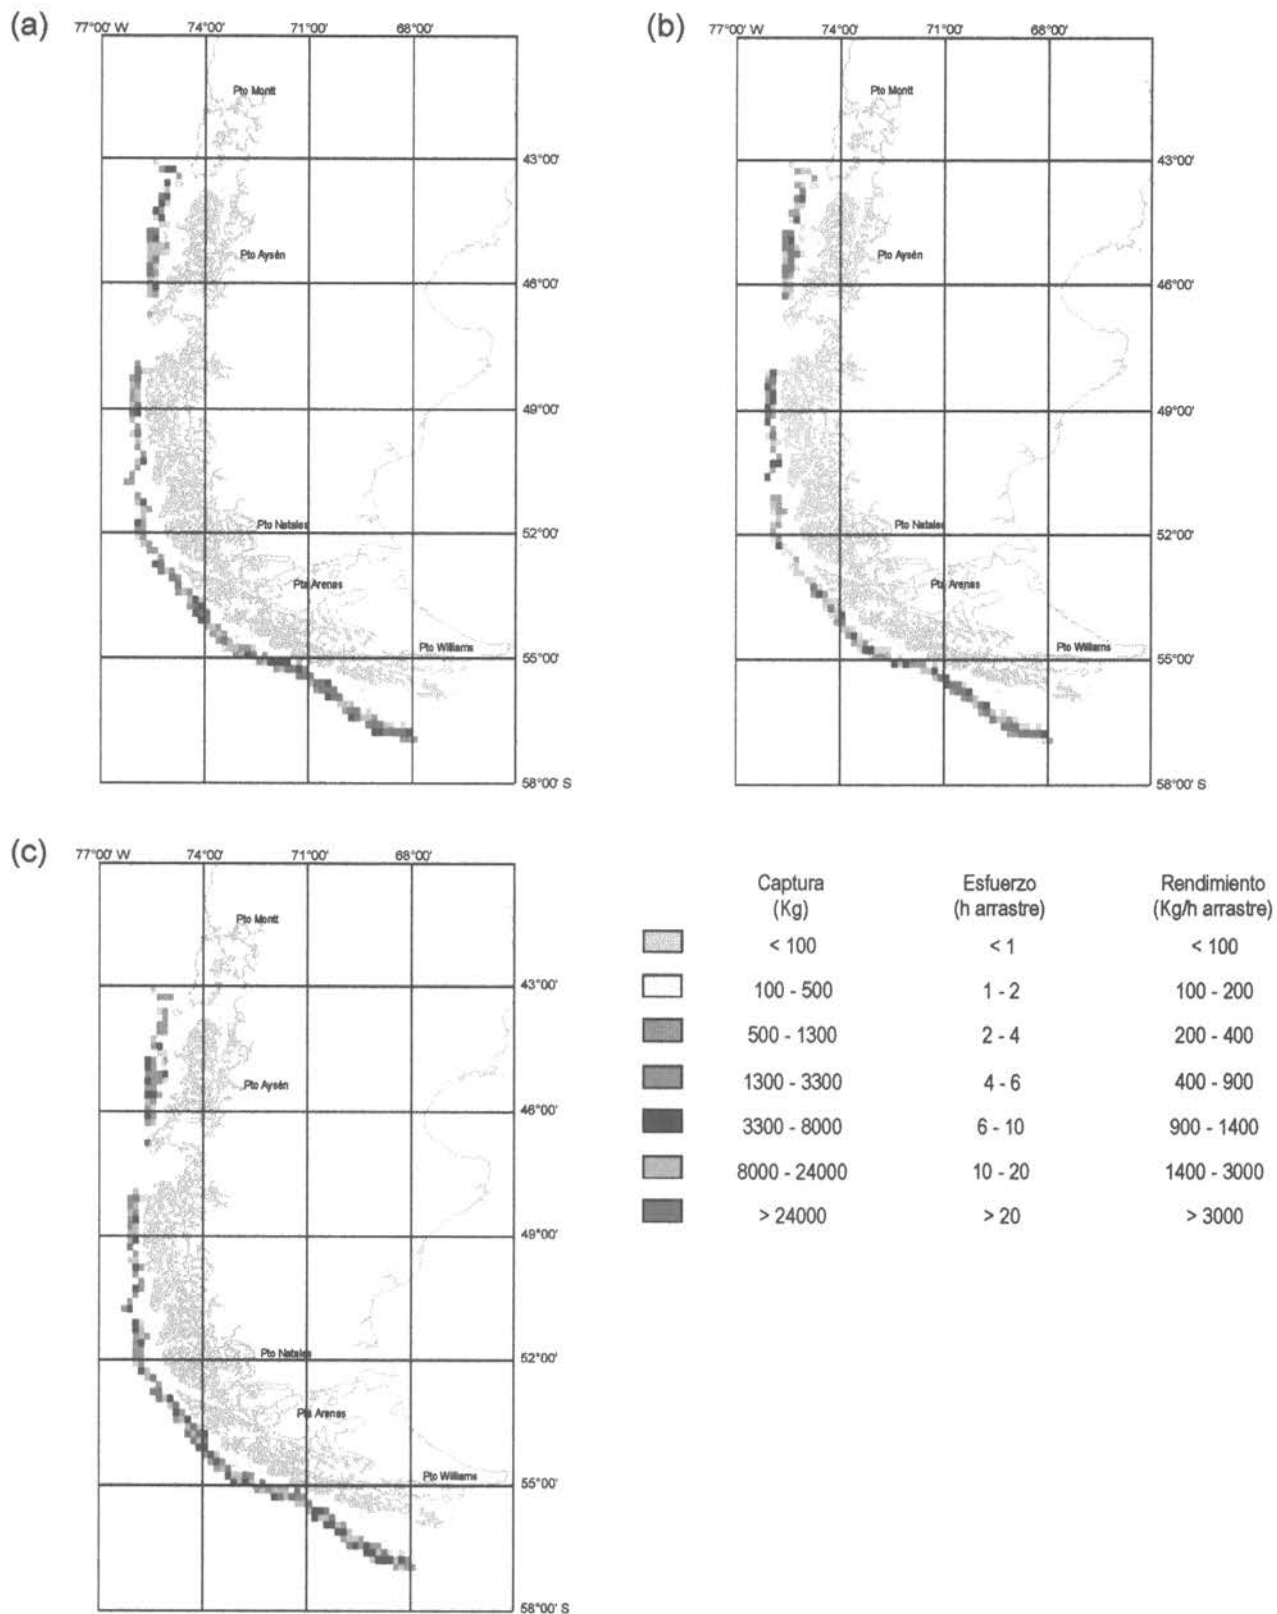 (a)
77°00' W 74°00' 71°00' 68°00'
Pto Montt
43°00'
Pto Aysén
46°00'
49°00'
Pto Natales
52°00'
Pta Arenas
Pto Williams
55°00'
58°00' S
(b)
77°00' W 74°00' 71°00' 68°00'
Pto Montt
43°00'
Pto Aysén
46°00'
49°00'
Pto Natales
52°00'
Pta Arenas
Pto Williams
55°00'
58°00' S
(c)
77°00' W 74°00' 71°00' 68°00'
Pto Montt
43°00'
Pto Aysén
46°00'
49°00'
Pto Natales
52°00'
Pta Arenas
Pto Williams
55°00'
58°00' S
Captura Esfuerzo Rendimiento
(Kg) (h arrastre) (Kg/h arrastre)
< 100 < 1 < 100
100 - 500 1 - 2 100 - 200
500 - 1300 2 - 4 200 - 400
1300 - 3300 4 - 6 400 - 900
3300 - 8000 6 - 10 900 - 1400
8000 - 24000 10 - 20 1400 - 3000
> 24000 > 20 > 3000